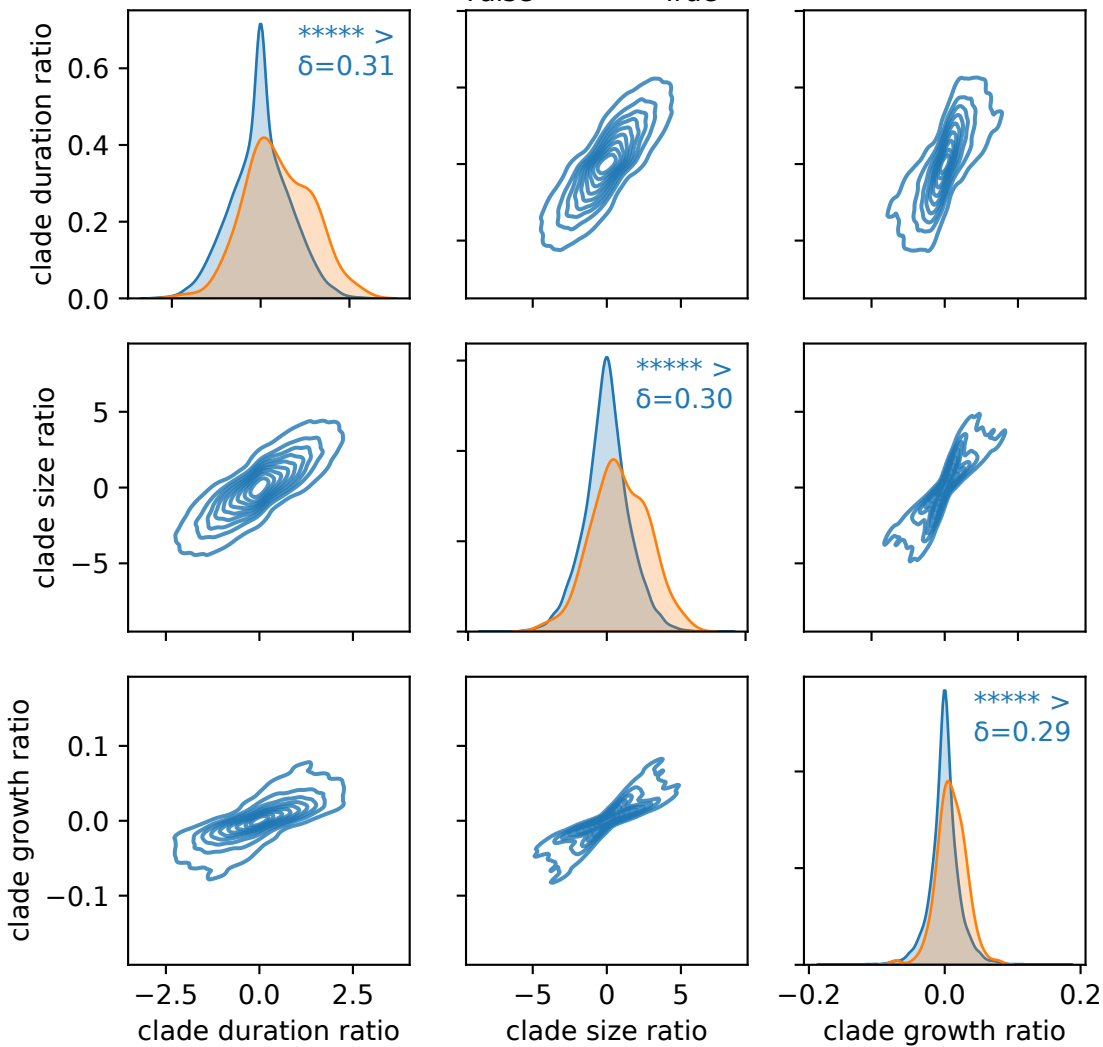 ***** >
δ=0.31
clade duration ratio
0.6
0.4
0.2
0.0
***** >
δ=0.30
clade size ratio
5
0
−5
***** >
δ=0.29
clade growth ratio
0.1
0.0
−0.1
−2.5 0.0 2.5
−5 0 5
−0.2 0.0 0.2
clade duration ratio
clade size ratio
clade growth ratio